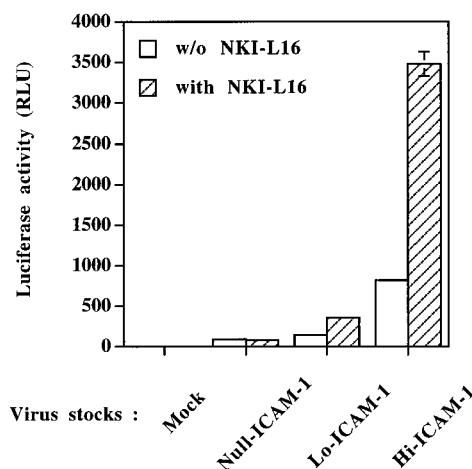 4000
3500
3000
2500
2000
1500
1000
500
0
Luciferase activity (RLU)
w/o NKI-L16
with NKI-L16
Virus stocks :
Mock
Null-ICAM-1
Lo-ICAM-1
Hi-ICAM-1